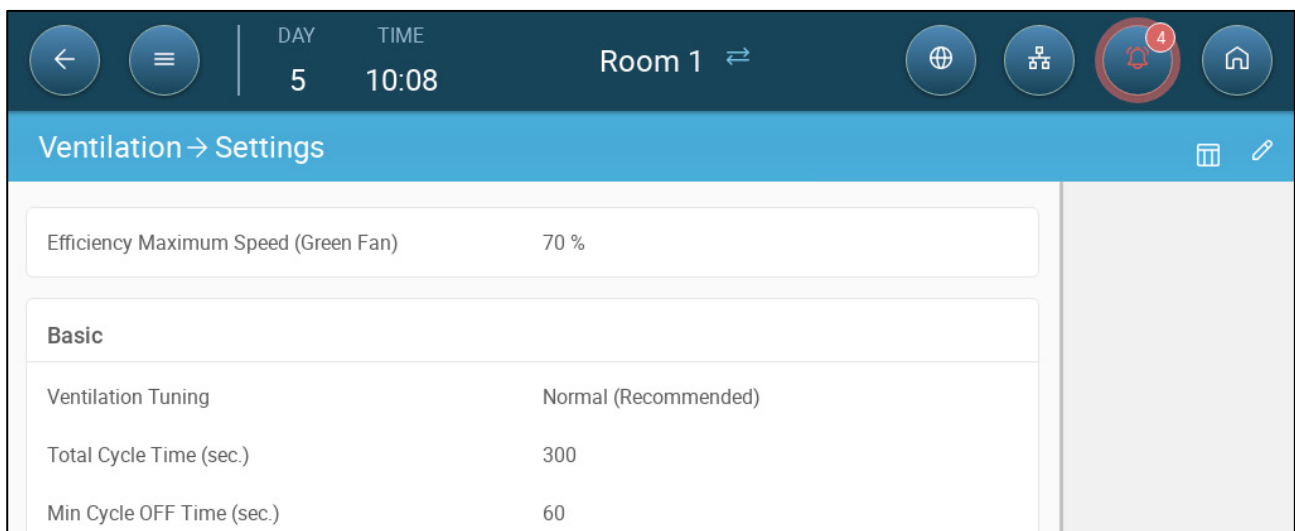 DAY TIME
5 10:08
Room 1
4
Ventilation → Settings
Efficiency Maximum Speed (Green Fan) 70 %
Basic
Ventilation Tuning Normal (Recommended)
Total Cycle Time (sec.) 300
Min Cycle OFF Time (sec.) 60